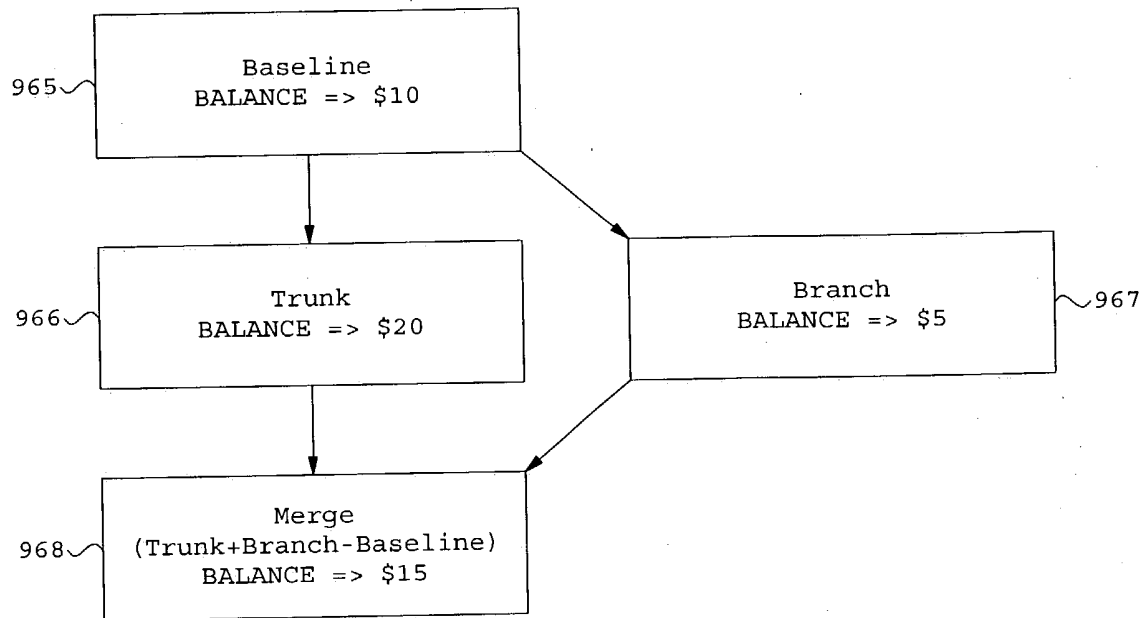 Baseline
965
BALANCE => $10
Trunk
966
BALANCE => $20
Branch
967
BALANCE => $5
Merge
968
(Trunk+Branch-Baseline)
BALANCE => $15